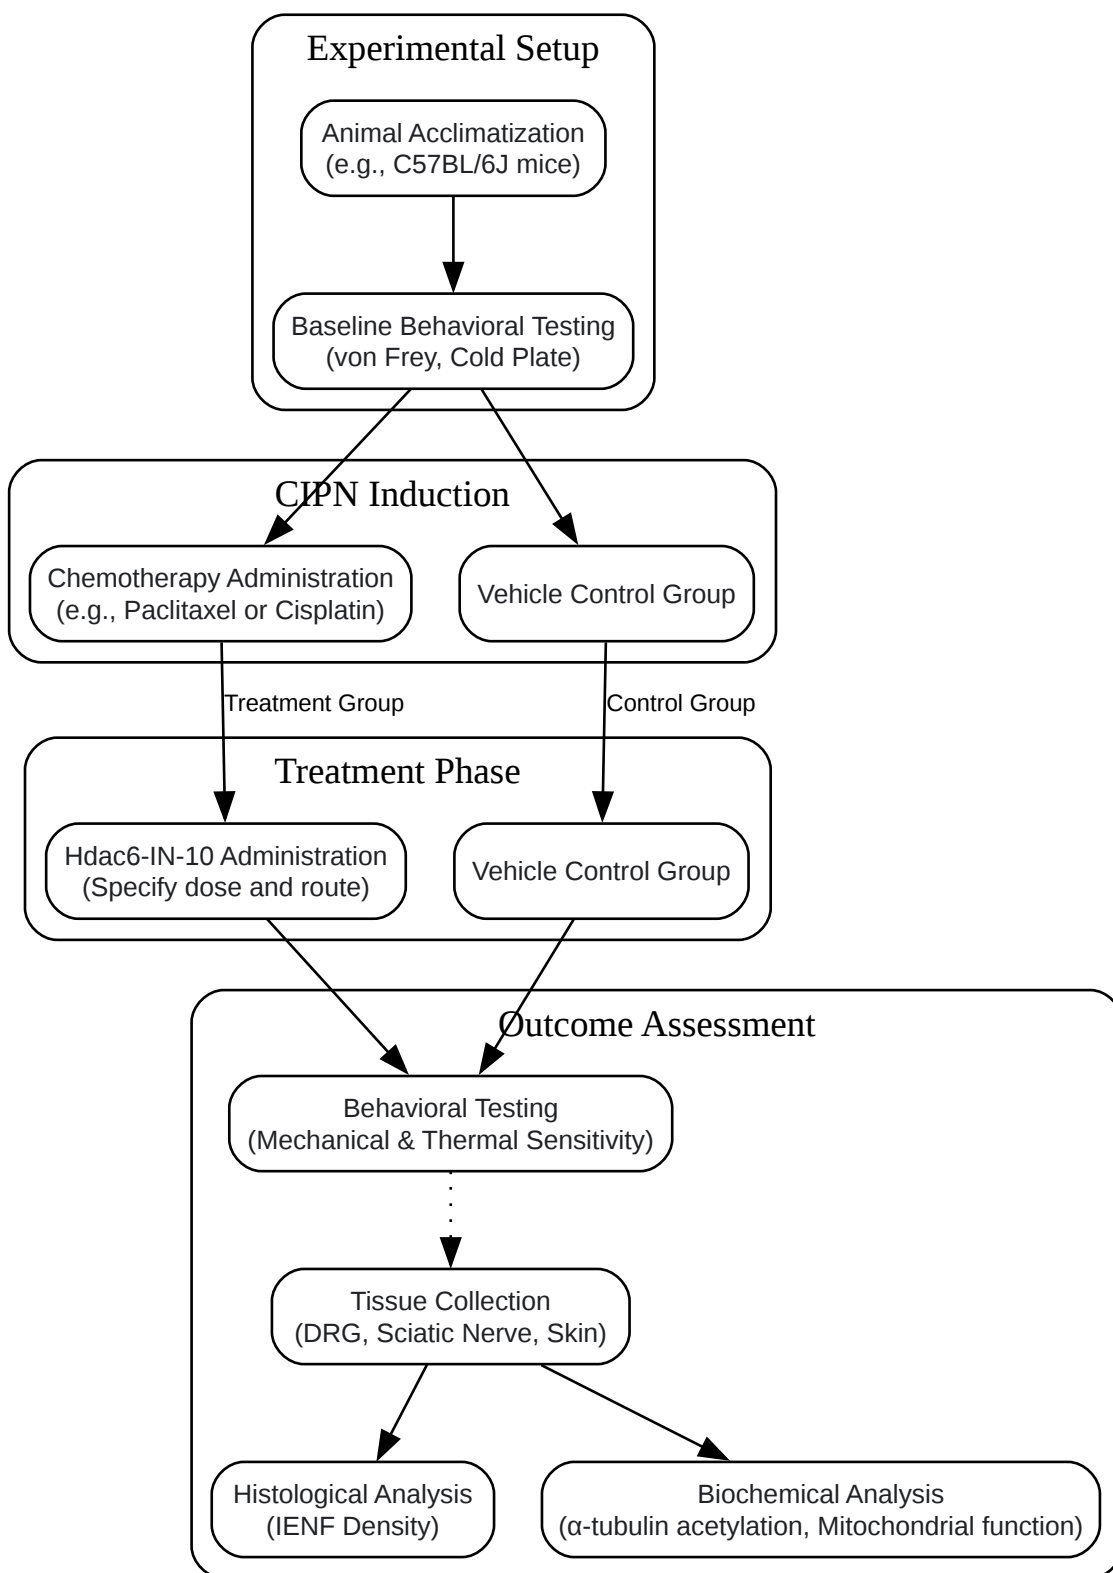 Experimental Setup
Animal Acclimatization
(e.g., C57BL/6J mice)
Baseline Behavioral Testing
(von Frey, Cold Plate)
CIPN Induction
Chemotherapy Administration
(e.g., Paclitaxel or Cisplatin)
Vehicle Control Group
Treatment Group
Control Group
Treatment Phase
Hdac6-IN-10 Administration
(Specify dose and route)
Vehicle Control Group
Outcome Assessment
Behavioral Testing
(Mechanical & Thermal Sensitivity)
Tissue Collection
(DRG, Sciatic Nerve, Skin)
Histological Analysis
(IENF Density)
Biochemical Analysis
(α-tubulin acetylation, Mitochondrial function)